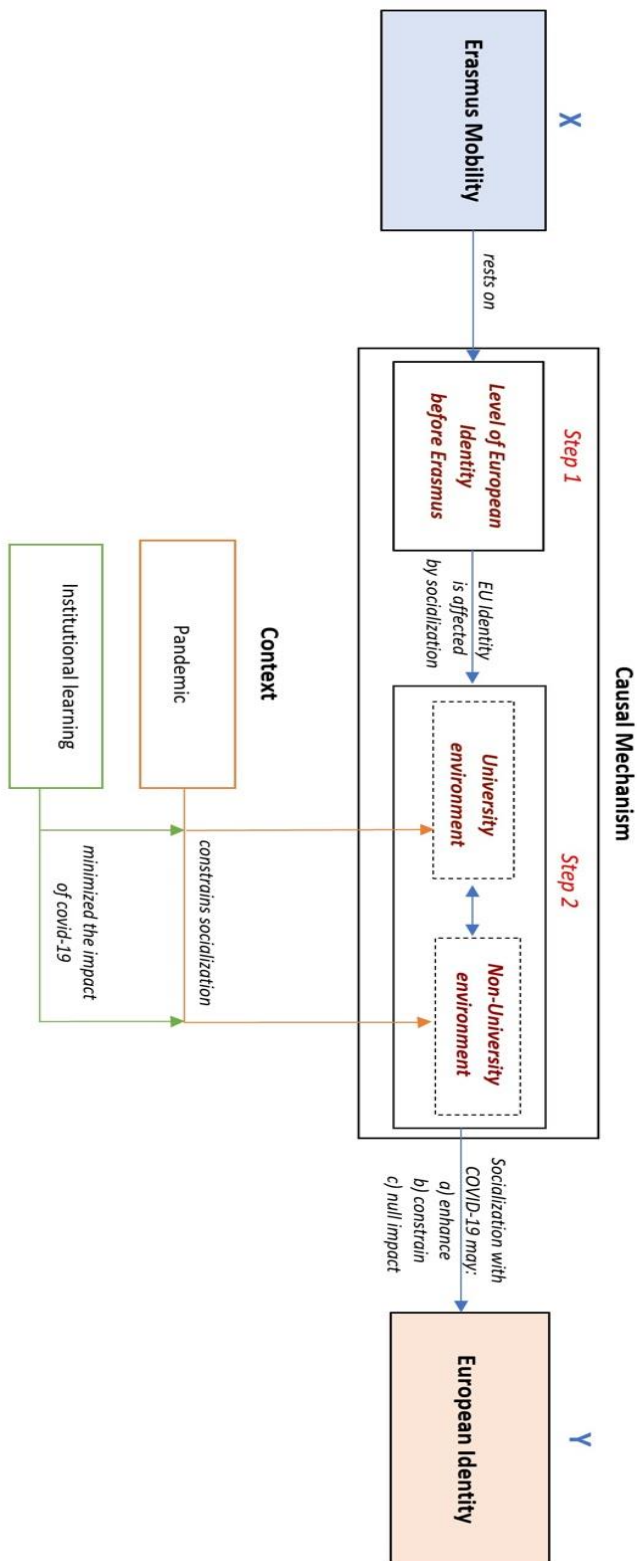 X
Erasmus Mobility
rests on
Causal Mechanism
Step 1
Level of European
Identity
before Erasmus
EU Identity
is affected
by socialization
Step 2
University
environment
Non-University
environment
Socialization with
COVID-19 may:
a) enhance
b) constrain
c) null impact
Y
European Identity
Context
Pandemic
constrains socialization
Institutional learning
minimized the impact
of covid-19